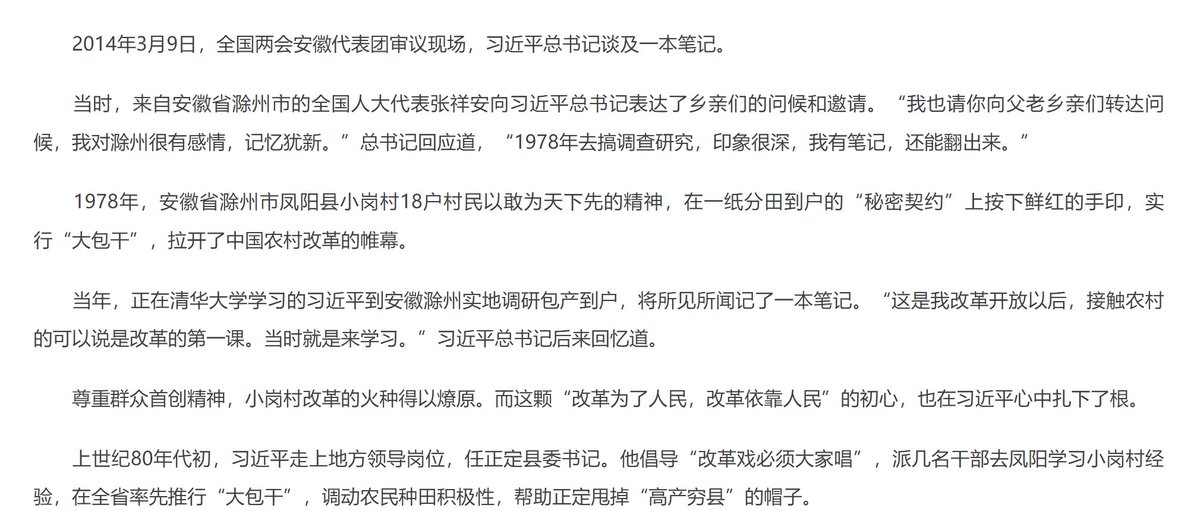 2014年3月9日，全国两会安徽代表团审议现场，习近平总书记谈及一本笔记。
当时，来自安徽省滁州市的全国人大代表张祥安向习近平总书记表达了乡亲们的问候和邀请。“我也请你向父老乡亲们转达问
候，我对滁州很有感情，记忆犹新。”总书记回应道，“1978年去搞调查研究，印象很深，我有笔记，还能翻出来。”
1978年，安徽省滁州市凤阳县小岗村18户村民以敢为天下先的精神，在一纸分田到户的“秘密契约”上按下鲜红的手印，实
行“大包干”，拉开了中国农村改革的帷幕。
当年，正在清华大学学习的习近平到安徽滁州实地调研包产到户，将所见所闻记了一本笔记。“这是我改革开放以后，接触农村
的可以说是改革的第一课。当时就是来学习。”习近平总书记后来回忆道。
尊重群众首创精神，小岗村改革的火种得以燎原。而这颗“改革为了人民，改革依靠人民”的初心，也在习近平心中扎下了根。
上世纪80年代初，习近平走上地方领导岗位，任正定县委书记。他倡导“改革戏必须大家唱”，派几名干部去凤阳学习小岗村经
验，在全省率先推行“大包干”，调动农民种田积极性，帮助正定甩掉“高产穷县”的帽子。